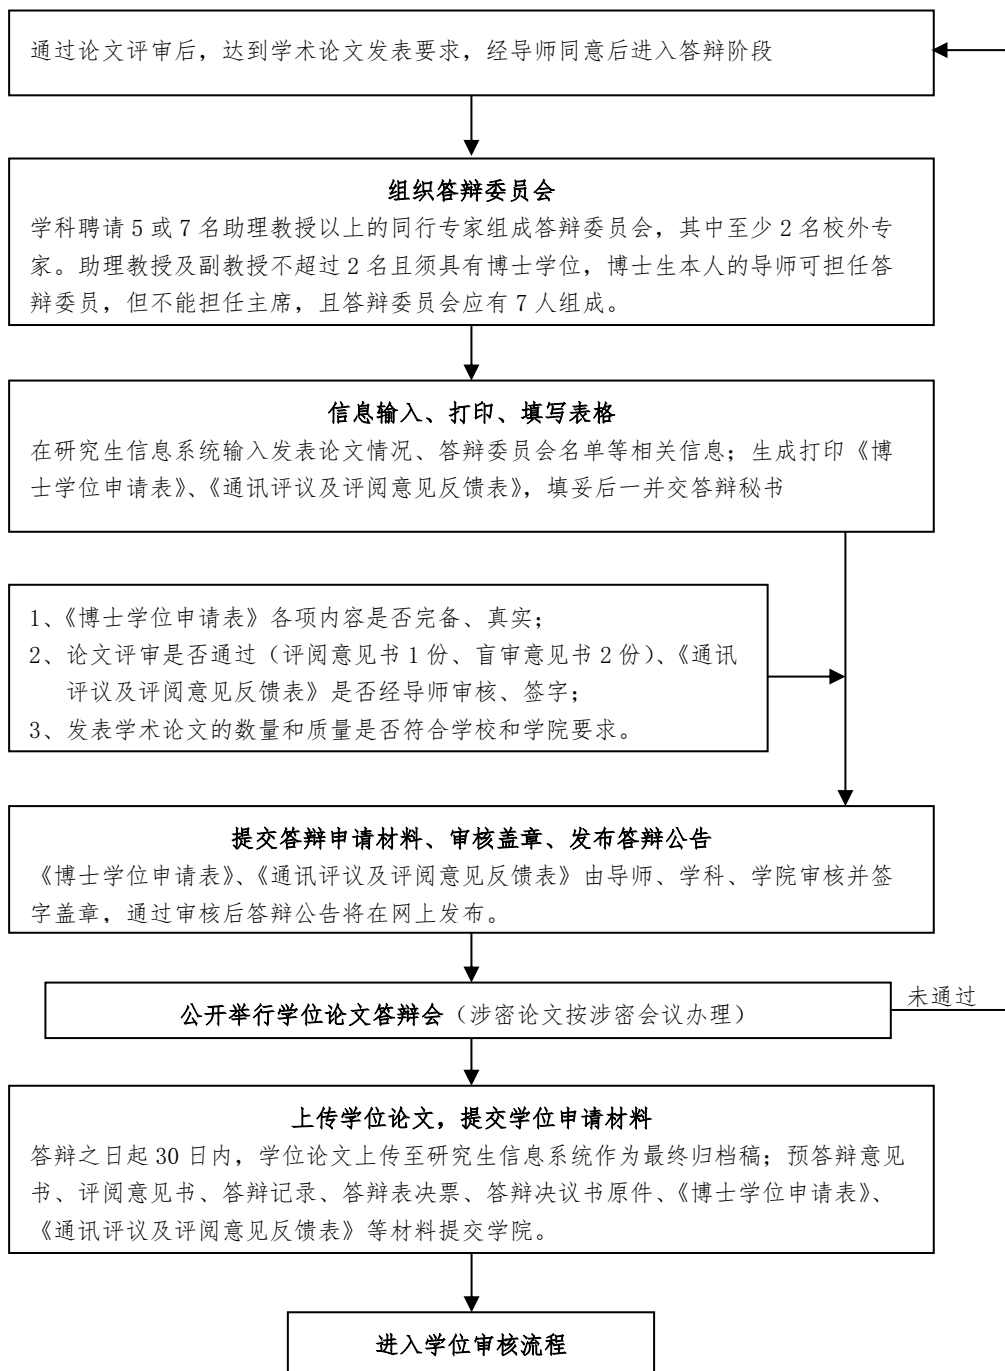 通过论文评审后，达到学术论文发表要求，经导师同意后进入答辩阶段
组织答辩委员会
学科聘请 5 或 7 名助理教授以上的同行专家组成答辩委员会，其中至少 2 名校外专
家。助理教授及副教授不超过 2 名且须具有博士学位，博士生本人的导师可担任答
辩委员，但不能担任主席，且答辩委员会应有 7 人组成。
信息输入、打印、填写表格
在研究生信息系统输入发表论文情况、答辩委员会名单等相关信息；生成打印《博
士学位申请表》、《通讯评议及评阅意见反馈表》，填妥后一并交答辩秘书
1、《博士学位申请表》各项内容是否完备、真实；
2、论文评审是否通过（评阅意见书 1 份、盲审意见书 2 份）、《通讯
评议及评阅意见反馈表》是否经导师审核、签字；
3、发表学术论文的数量和质量是否符合学校和学院要求。
提交答辩申请材料、审核盖章、发布答辩公告
《博士学位申请表》、《通讯评议及评阅意见反馈表》由导师、学科、学院审核并签
字盖章，通过审核后答辩公告将在网上发布。
公开举行学位论文答辩会（涉密论文按涉密会议办理）
未通过
上传学位论文，提交学位申请材料
答辩之日起 30 日内，学位论文上传至研究生信息系统作为最终归档稿；预答辩意见
书、评阅意见书、答辩记录、答辩表决票、答辩决议书原件、《博士学位申请表》、
《通讯评议及评阅意见反馈表》等材料提交学院。
进入学位审核流程